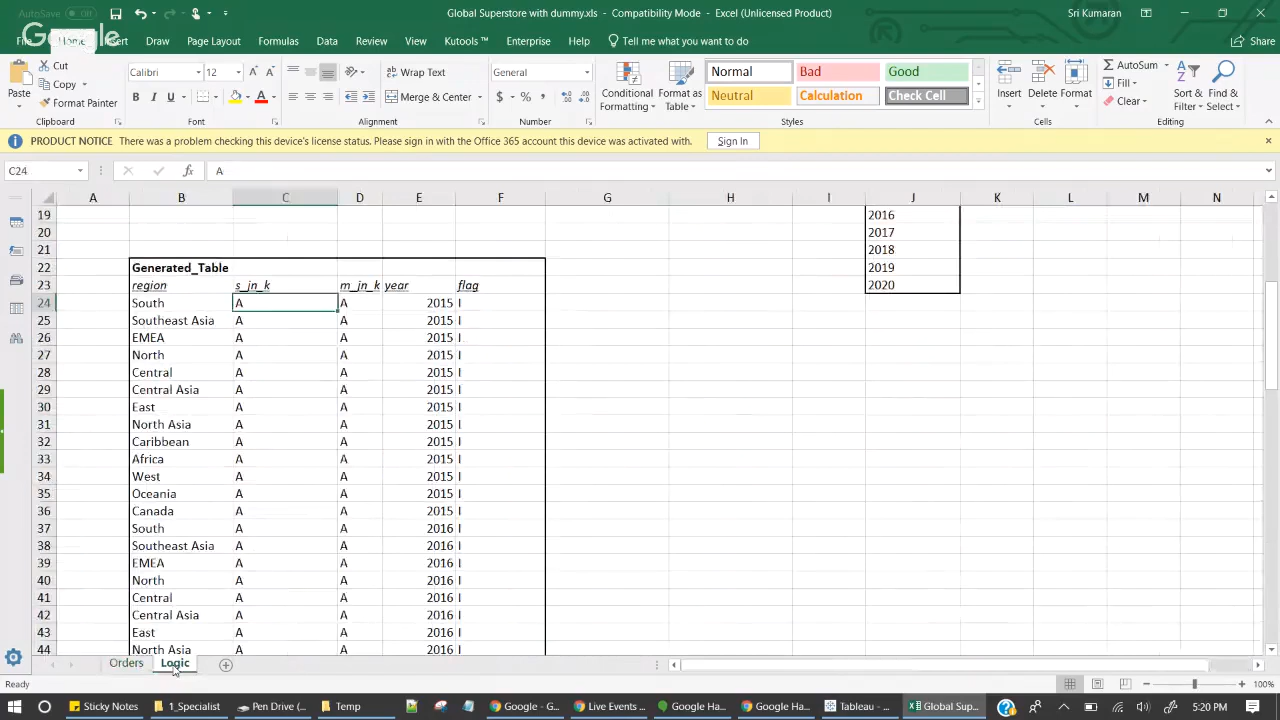 AutoSave Off
Global Superstore with dummy.xls - Compatibility Mode - Excel (Unlicensed Product)
Sri Kumaran
Google
Home Insert Draw Page Layout Formulas Data Review View Kutools ™ Enterprise Help Tell me what you want to do Share
Paste
Cut
Copy
Format Painter
Clipboard
Calibri 12
B I U
Font
Wrap Text
Merge & Center
Alignment
General
$ % ,
Number
Conditional Formatting
Format as Table
Normal Bad Good
Neutral Calculation Check Cell
Styles
Insert Delete Format
Cells
AutoSum
Fill
Clear
Sort & Filter
Find & Select
Editing
PRODUCT NOTICE There was a problem checking this device's license status. Please sign in with the Office 365 account this device was activated with. Sign In
C24 fx A
A B C D E F G H I J K L M N
19 2016
20 2017
21 2018
22 Generated_Table 2019
23 region s_jn_k m_jn_k year flag 2020
24 South A A 2015 I
25 Southeast Asia A A 2015 I
26 EMEA A A 2015 I
27 North A A 2015 I
28 Central A A 2015 I
29 Central Asia A A 2015 I
30 East A A 2015 I
31 North Asia A A 2015 I
32 Caribbean A A 2015 I
33 Africa A A 2015 I
34 West A A 2015 I
35 Oceania A A 2015 I
36 Canada A A 2015 I
37 South A A 2016 I
38 Southeast Asia A A 2016 I
39 EMEA A A 2016 I
40 North A A 2016 I
41 Central A A 2016 I
42 Central Asia A A 2016 I
43 East A A 2016 I
44 North Asia A A 2016 I
Orders Logic
Ready 100%
Sticky Notes 1_Specialist Pen Drive (... Temp Google - G... Live Events ... Google Ha... Google Ha... Tableau - ... Global Sup... 5:20 PM